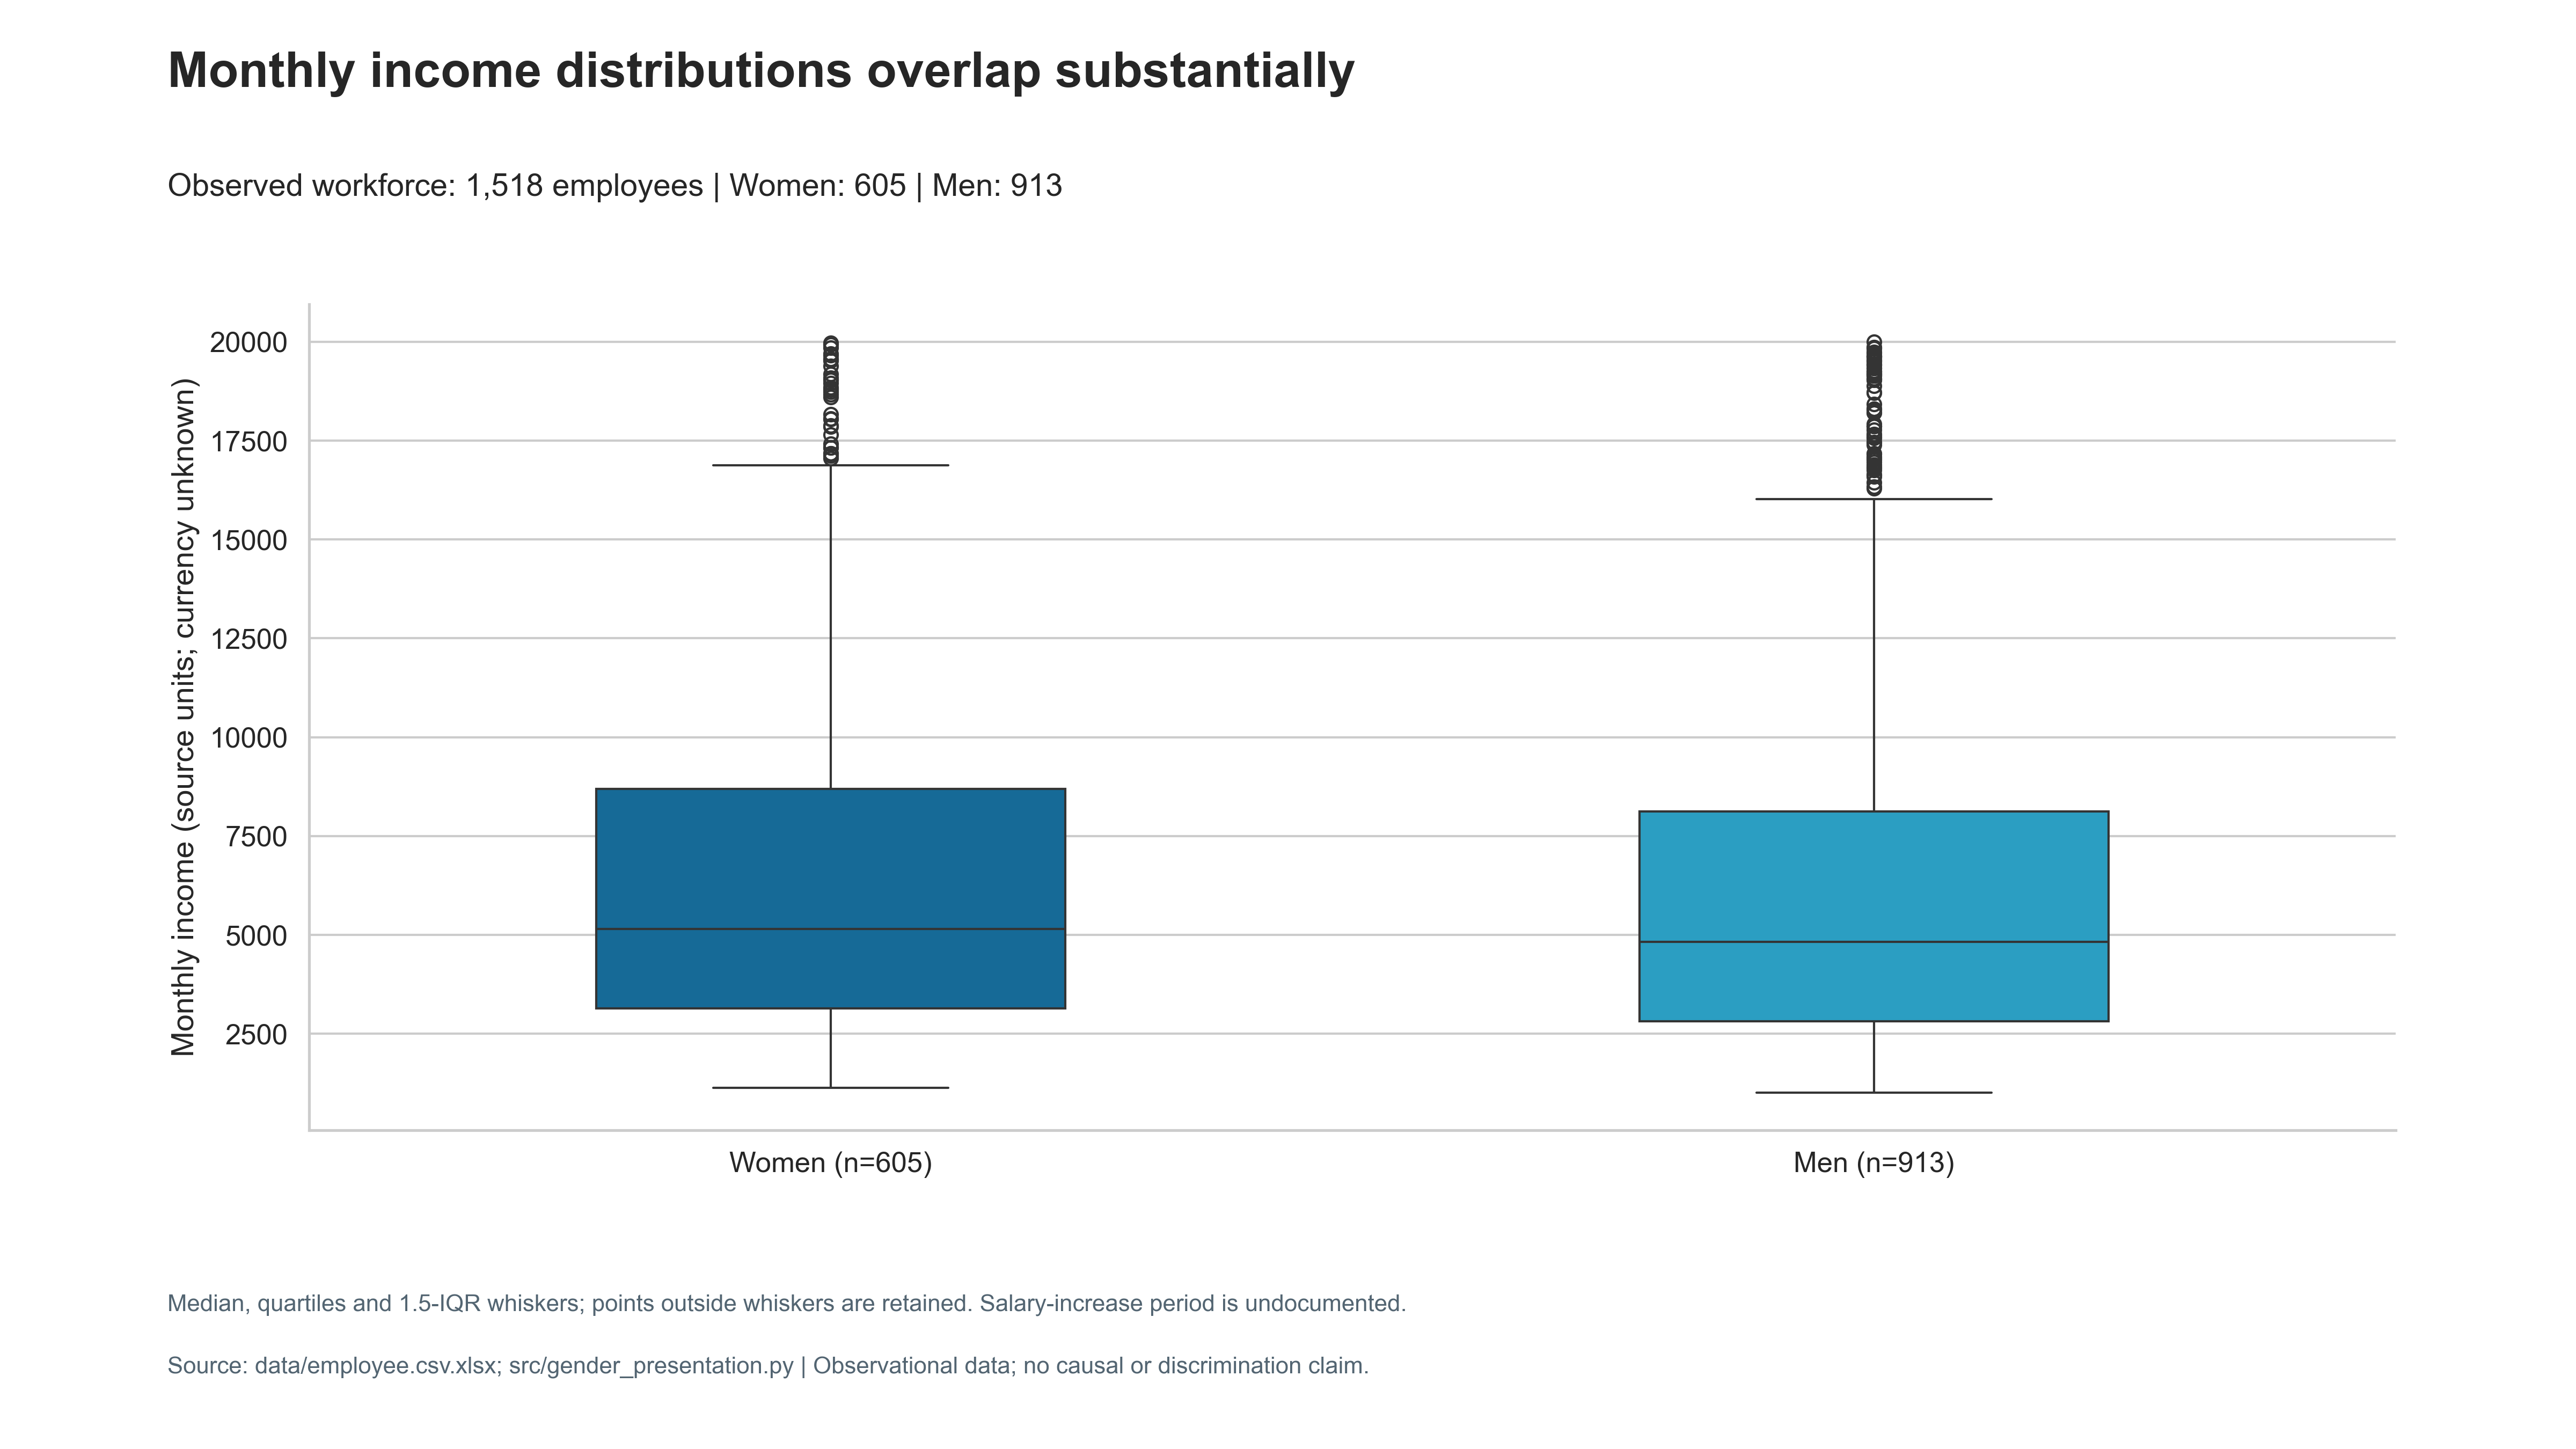 Monthly income distributions overlap substantially
Observed workforce: 1,518 employees | Women: 605 | Men: 913
Monthly income (source units; currency unknown)
20000
17500
15000
12500
10000
7500
5000
2500
Women (n=605)
Men (n=913)
Median, quartiles and 1.5-IQR whiskers; points outside whiskers are retained. Salary-increase period is undocumented.
Source: data/employee.csv.xlsx; src/gender_presentation.py | Observational data; no causal or discrimination claim.